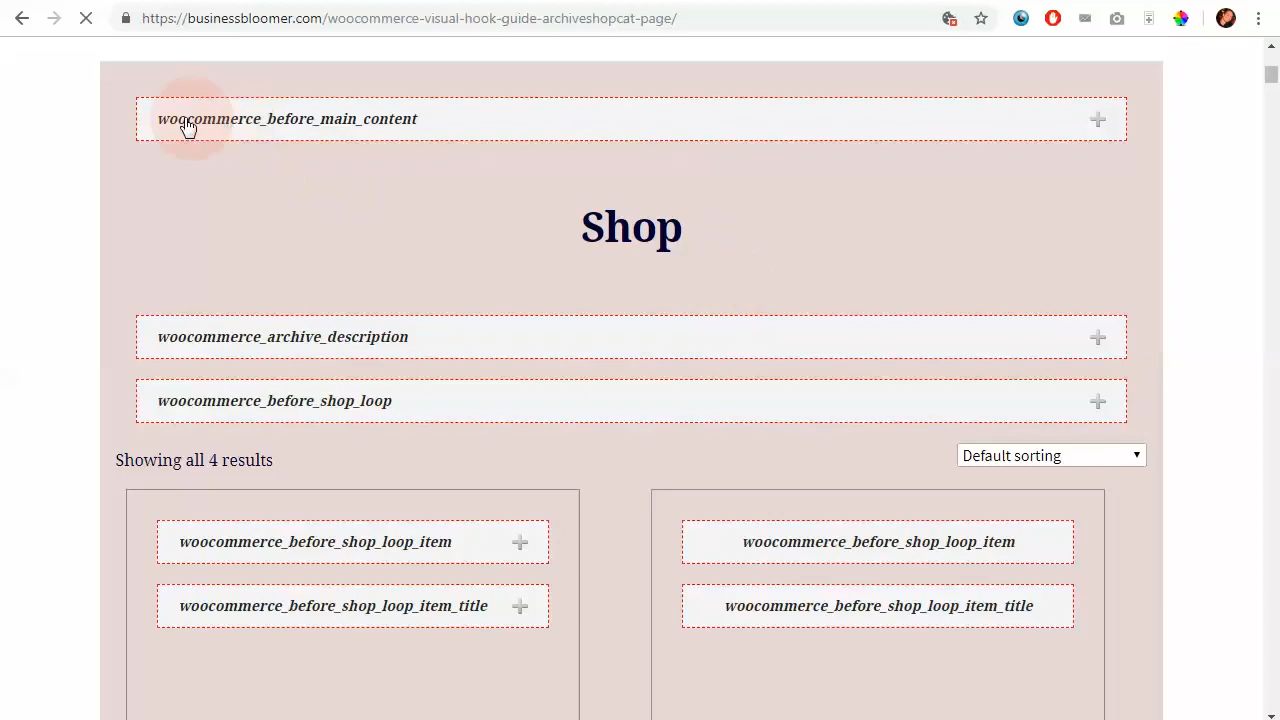 https://businessbloomer.com/woocommerce-visual-hook-guide-archiveshopcat-page/
woocommerce_before_main_content
Shop
woocommerce_archive_description
woocommerce_before_shop_loop
Showing all 4 results
Default sorting
woocommerce_before_shop_loop_item
woocommerce_before_shop_loop_item
woocommerce_before_shop_loop_item_title
woocommerce_before_shop_loop_item_title